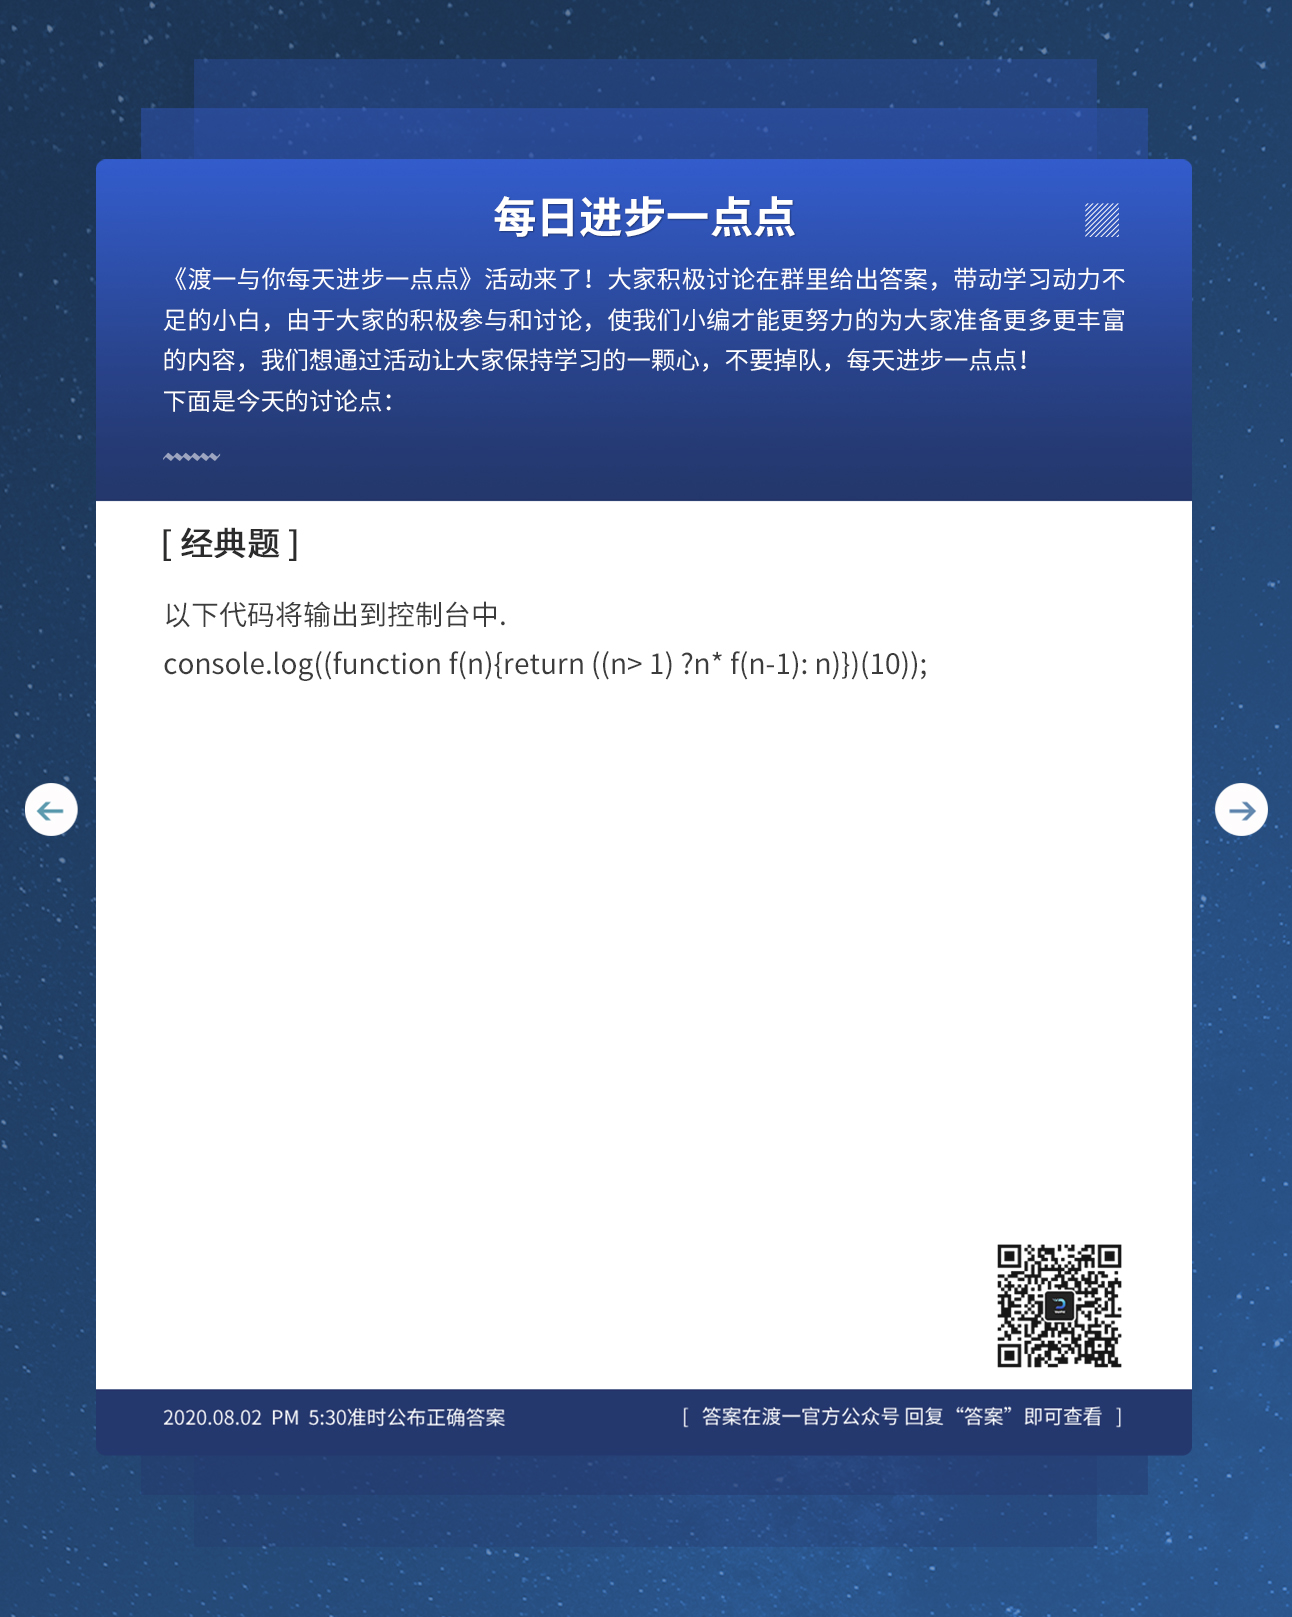 每日进步一点点
《渡一与你每天进步一点点》活动来了！大家积极讨论在群里给出答案，带动学习动力不
足的小白，由于大家的积极参与和讨论，使我们小编才能更努力的为大家准备更多更丰富
的内容，我们想通过活动让大家保持学习的一颗心，不要掉队，每天进步一点点！
下面是今天的讨论点：
[ 经典题 ]
以下代码将输出到控制台中.
console.log((function f(n){return ((n> 1) ?n* f(n-1): n)})(10));
2020.08.02 PM 5:30准时公布正确答案
[ 答案在渡一官方公众号 回复“答案”即可查看 ]